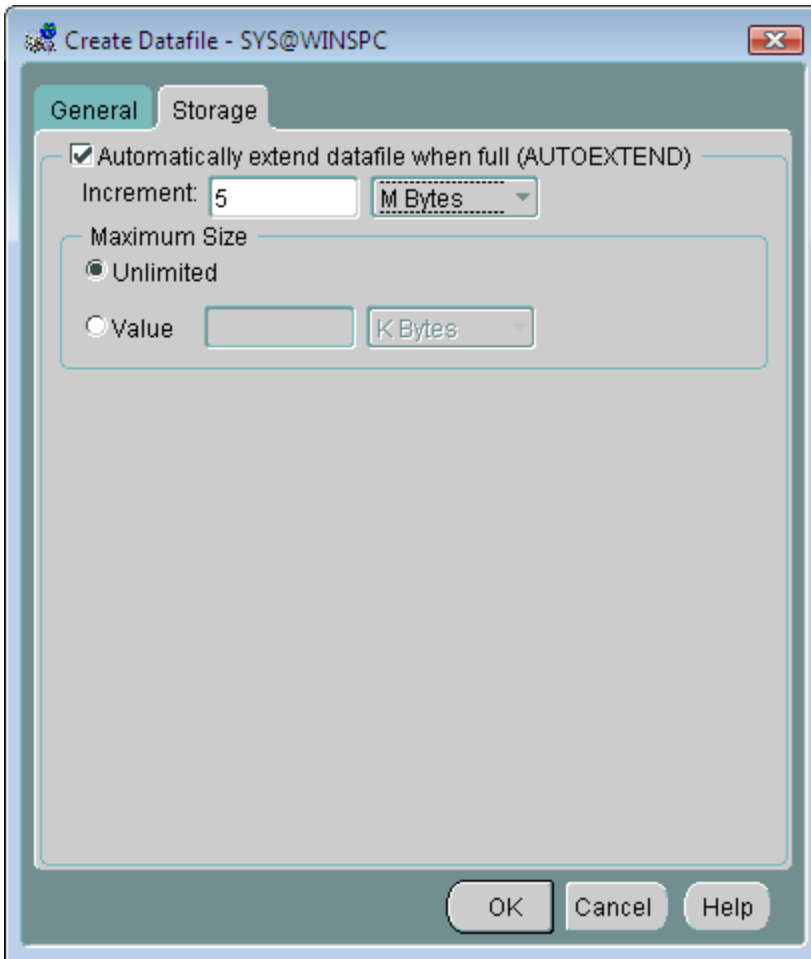 Create Datafile - SYS@WINSPC
General Storage
Automatically extend datafile when full (AUTOEXTEND)
Increment: 5 M Bytes
Maximum Size
Unlimited
Value K Bytes
OK Cancel Help